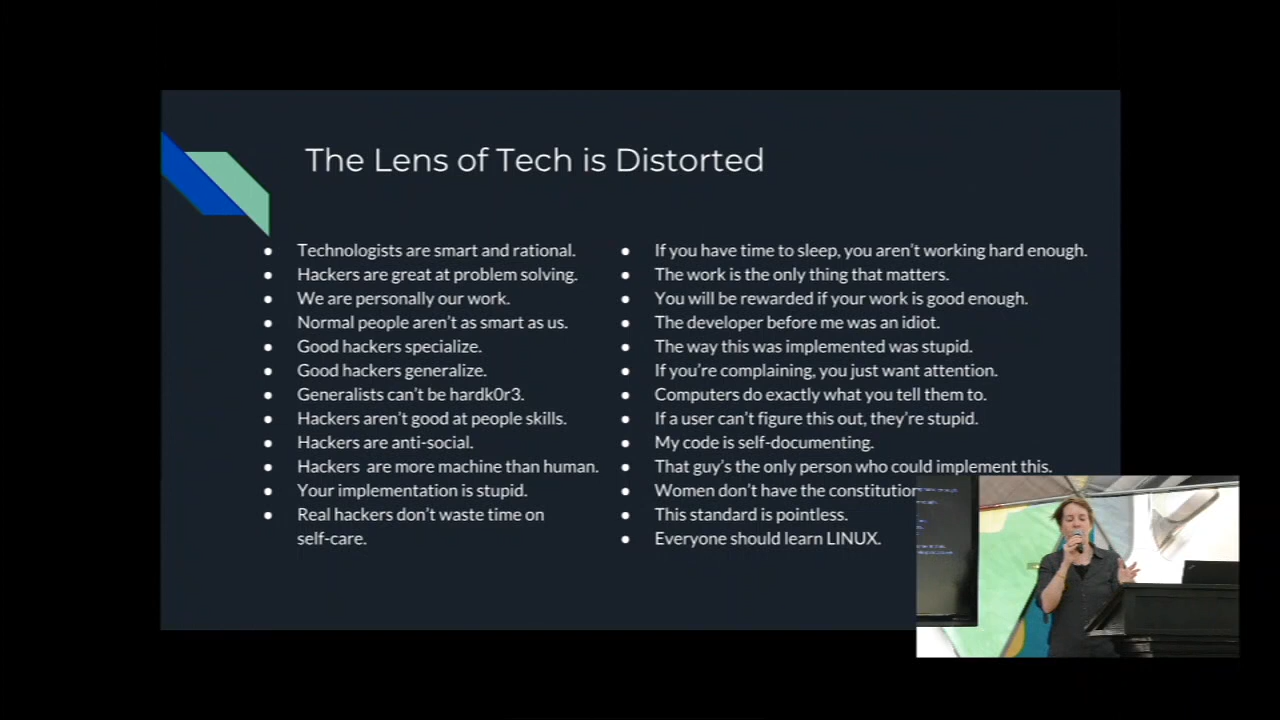 The Lens of Tech is Distorted
Technologists are smart and rational.
Hackers are great at problem solving.
We are personally our work.
Normal people aren't as smart as us.
Good hackers specialize.
Good hackers generalize.
Generalists can't be hardk0r3.
Hackers aren't good at people skills.
Hackers are anti-social.
Hackers are more machine than human.
Your implementation is stupid.
Real hackers don't waste time on
self-care.
If you have time to sleep, you aren't working hard enough.
The work is the only thing that matters.
You will be rewarded if your work is good enough.
The developer before me was an idiot.
The way this was implemented was stupid.
If you're complaining, you just want attention.
Computers do exactly what you tell them to.
If a user can't figure this out, they're stupid.
My code is self-documenting.
That guy's the only person who could implement this.
Women don't have the constitution
This standard is pointless.
Everyone should learn LINUX.